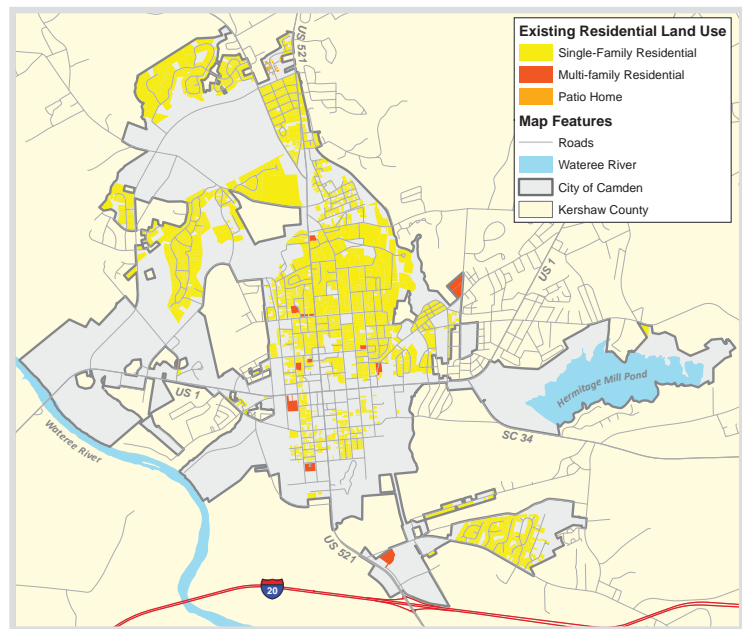 Existing Residential Land Use
Single-Family Residential
Multi-family Residential
Patio Home
Map Features
Roads
Wateree River
City of Camden
Kershaw County
US 521
US 1
Hermitage Mill Pond
US 1
SC 34
Wateree River
US 521
20